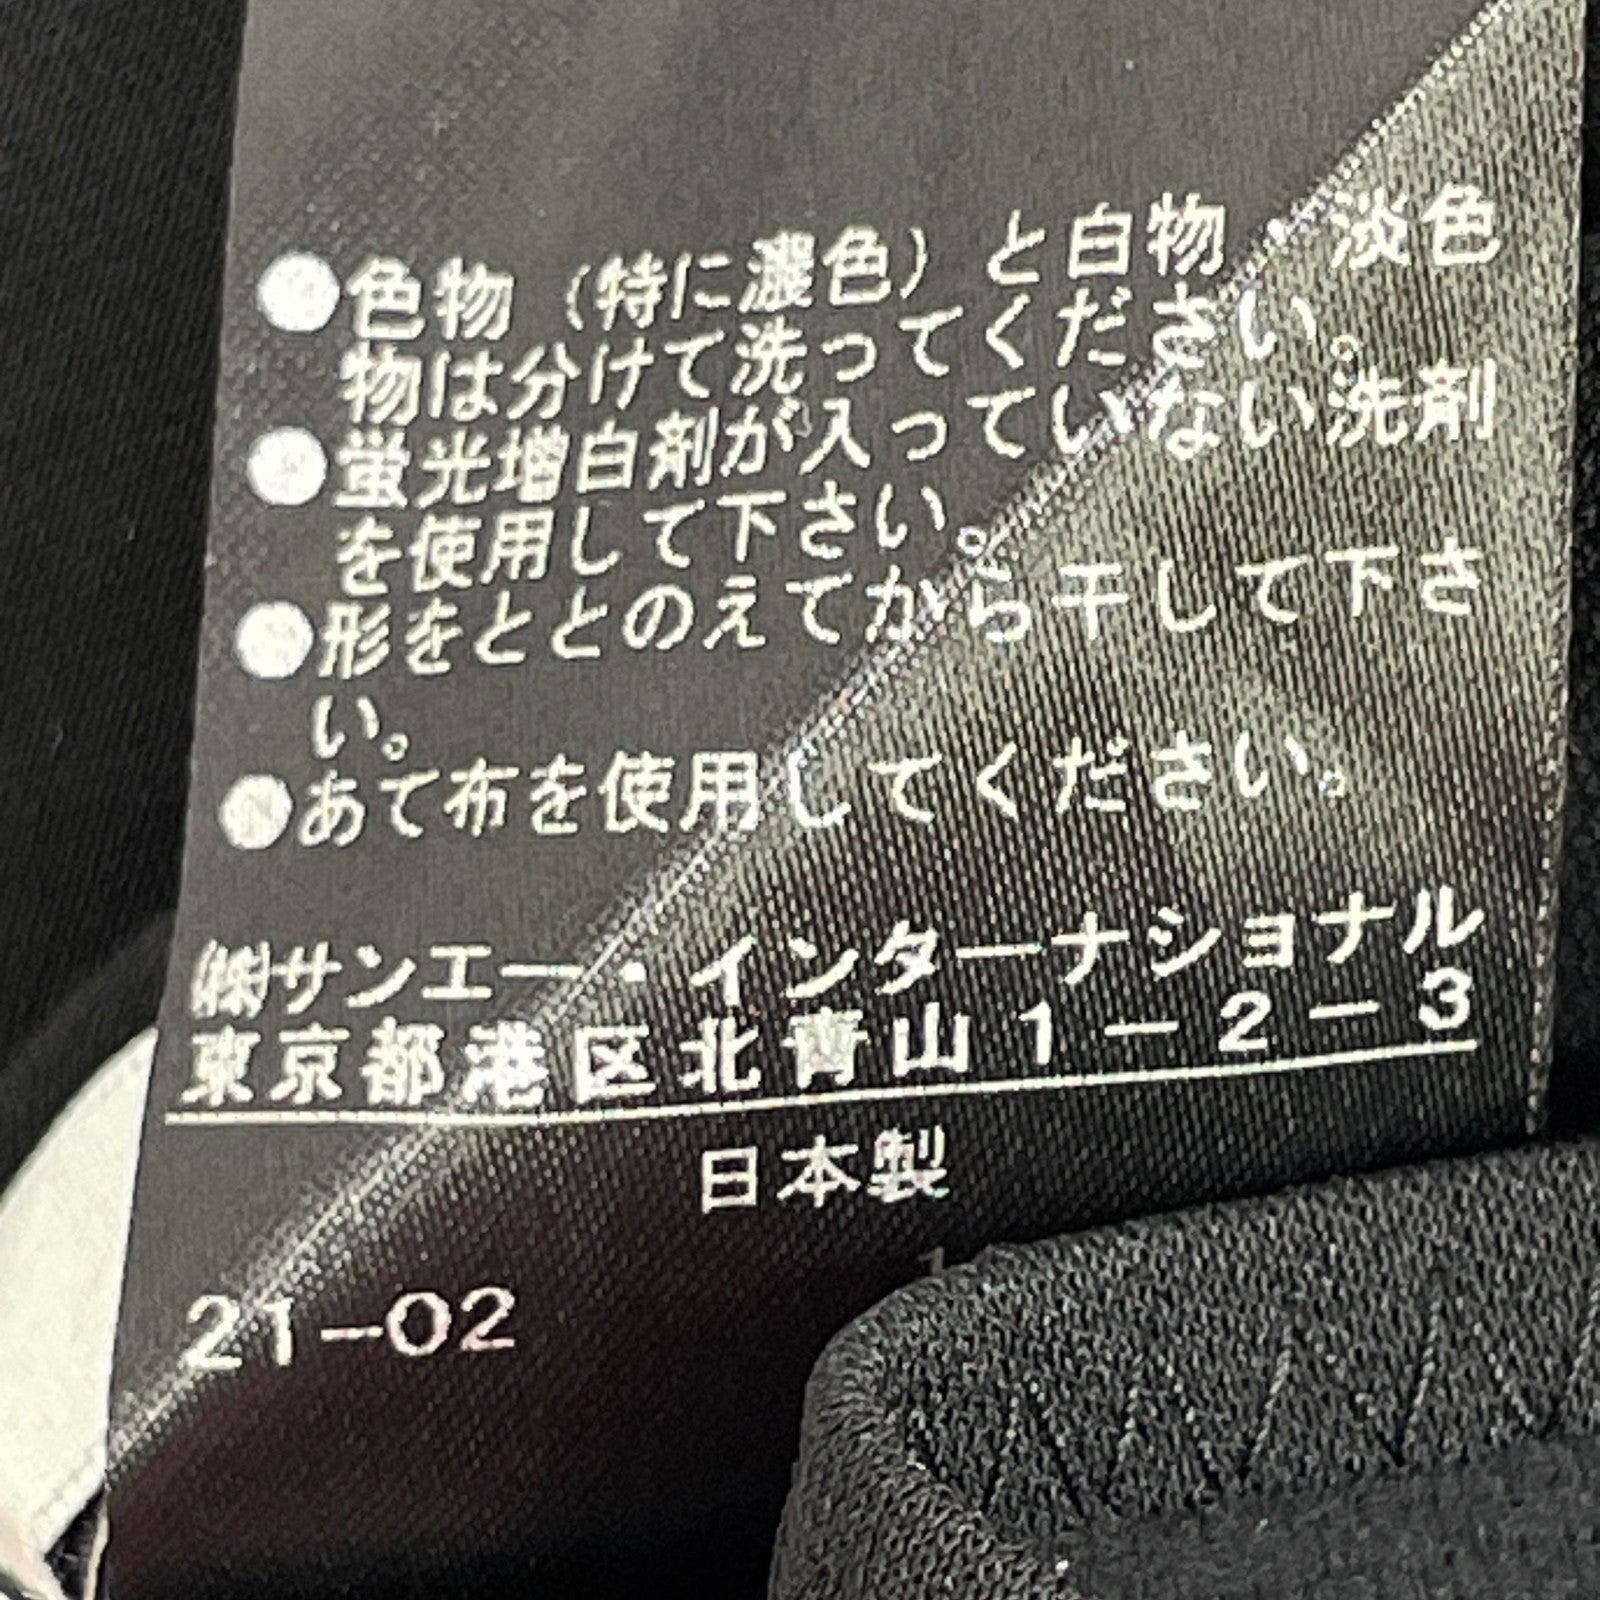 ●色物(特に濃色)と白物・淡色
物は分けて洗ってください。
●蛍光増白剤が入っていない洗剤
を使用して下さい。
●形をととのえてから干して下さ
い。
●あて布を使用してください。
㈱サンエー・インターナショナル
東京都港区北青山1-2-3
日本製
21-02